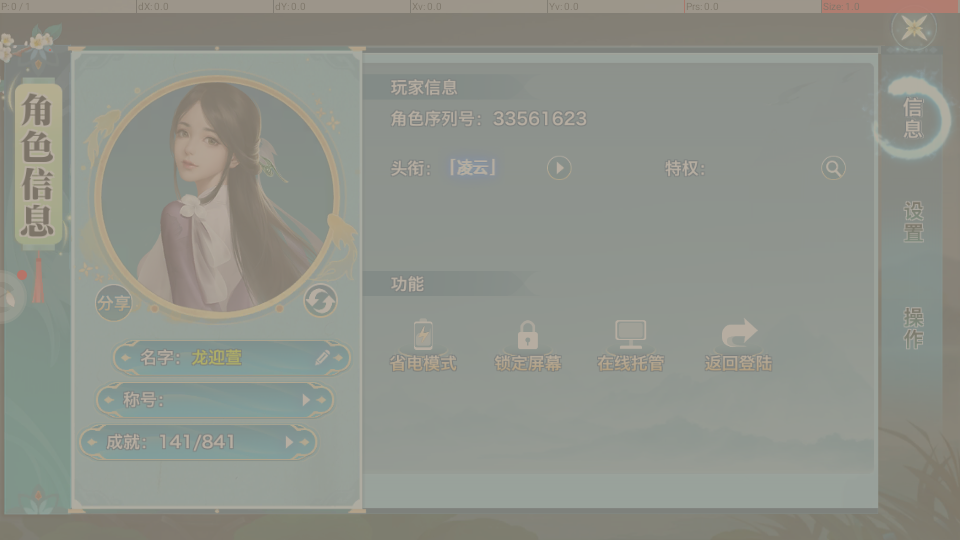 P: 0 / 1
dX: 0.0
dY: 0.0
Xv: 0.0
Yv: 0.0
Prs: 0.0
Size: 1.0
角色信息
玩家信息
角色序列号：33561623
头衔：「凌云」
特权：
信息
设置
操作
功能
省电模式
锁定屏幕
在线托管
返回登陆
分享
名字：龙迎萱
称号：
成就：141/841